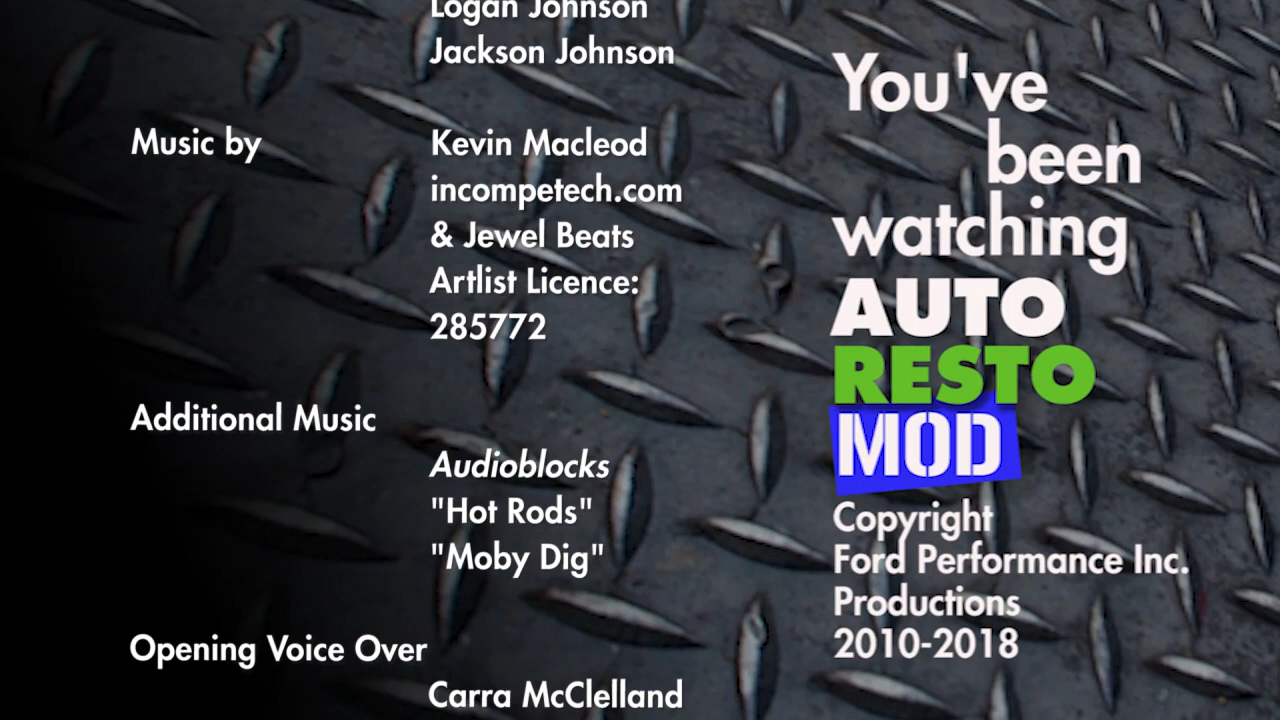 Logan Johnson
Jackson Johnson
Music by
Kevin Macleod
incompetech.com
& Jewel Beats
Artlist Licence:
285772
Additional Music
Audioblocks
"Hot Rods"
"Moby Dig"
Opening Voice Over
Carra McClelland
You've
been
watching
AUTO
RESTO
MOD
Copyright
Ford Performance Inc.
Productions
2010-2018